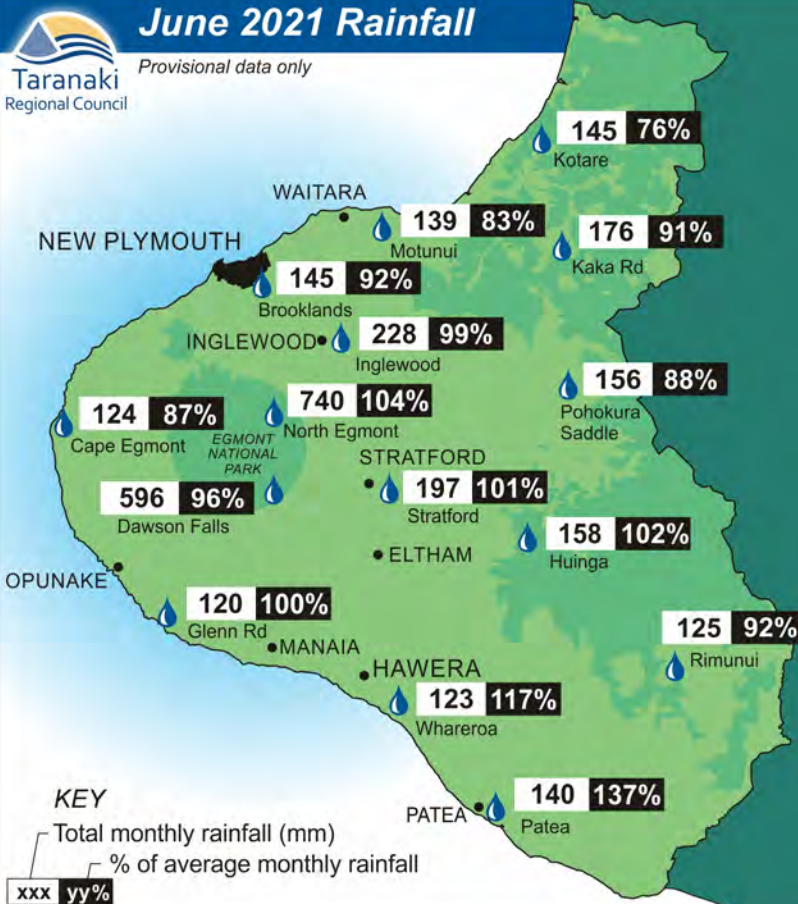 June 2021 Rainfall
Taranaki
Regional Council
Provisional data only
145 76%
Kotare
WAITARA
139 83%
Motunui
NEW PLYMOUTH
176 91%
Kaka Rd
145 92%
Brooklands
INGLEWOOD
228 99%
Inglewood
156 88%
Pohokura
Saddle
124 87%
Cape Egmont
740 104%
North Egmont
EGMONT
NATIONAL
PARK
STRATFORD
596 96%
Dawson Falls
197 101%
Stratford
158 102%
Huinga
ELTHAM
OPUNAKE
120 100%
Glenn Rd
MANAIA
125 92%
Rimunui
HAWERA
123 117%
Whareroa
PATEA
140 137%
Patea
KEY
Total monthly rainfall (mm)
% of average monthly rainfall
xxx yy%